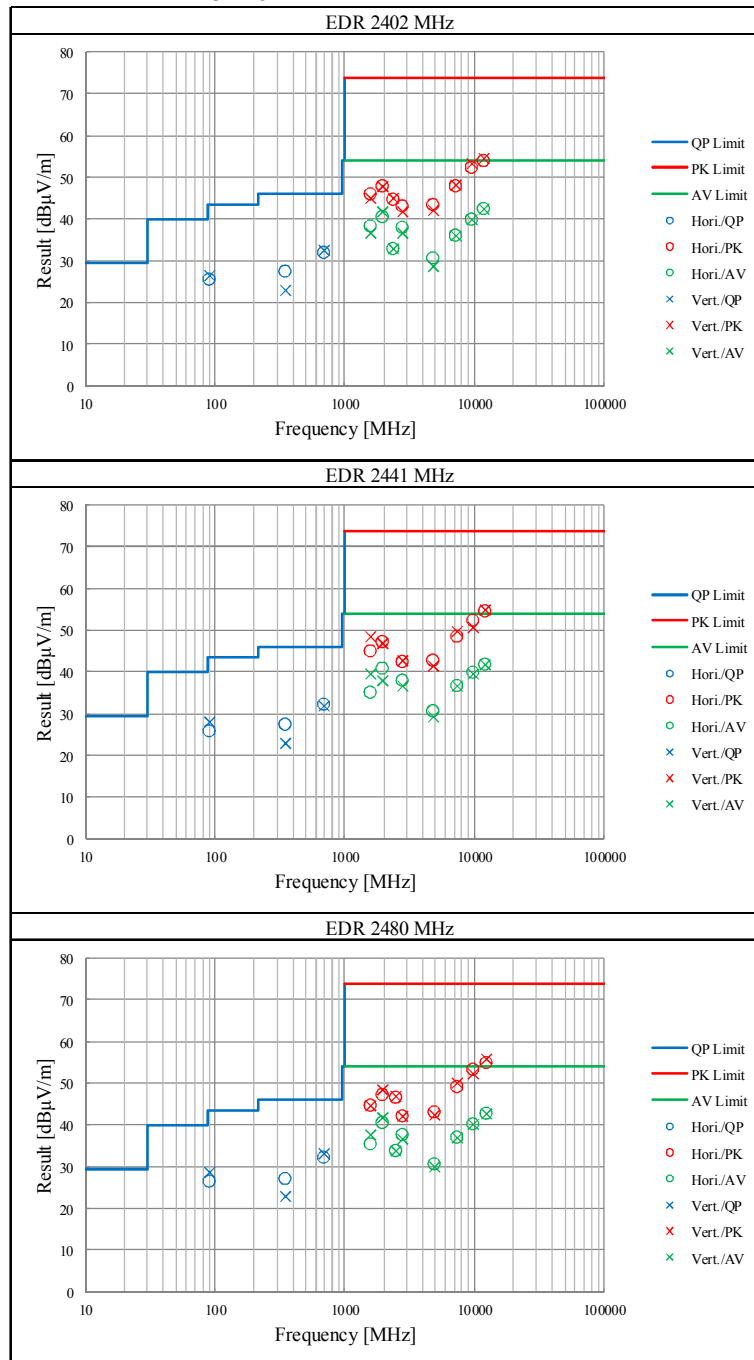 EDR 2402 MHz
80
70
60
50
40
30
20
10
0
Result [dBµV/m]
10
100
1000
10000
100000
Frequency [MHz]
QP Limit
PK Limit
AV Limit
Hori./QP
Hori./PK
Hori./AV
Vert./QP
Vert./PK
Vert./AV
EDR 2441 MHz
80
70
60
50
40
30
20
10
0
Result [dBµV/m]
10
100
1000
10000
100000
Frequency [MHz]
QP Limit
PK Limit
AV Limit
Hori./QP
Hori./PK
Hori./AV
Vert./QP
Vert./PK
Vert./AV
EDR 2480 MHz
80
70
60
50
40
30
20
10
0
Result [dBµV/m]
10
100
1000
10000
100000
Frequency [MHz]
QP Limit
PK Limit
AV Limit
Hori./QP
Hori./PK
Hori./AV
Vert./QP
Vert./PK
Vert./AV